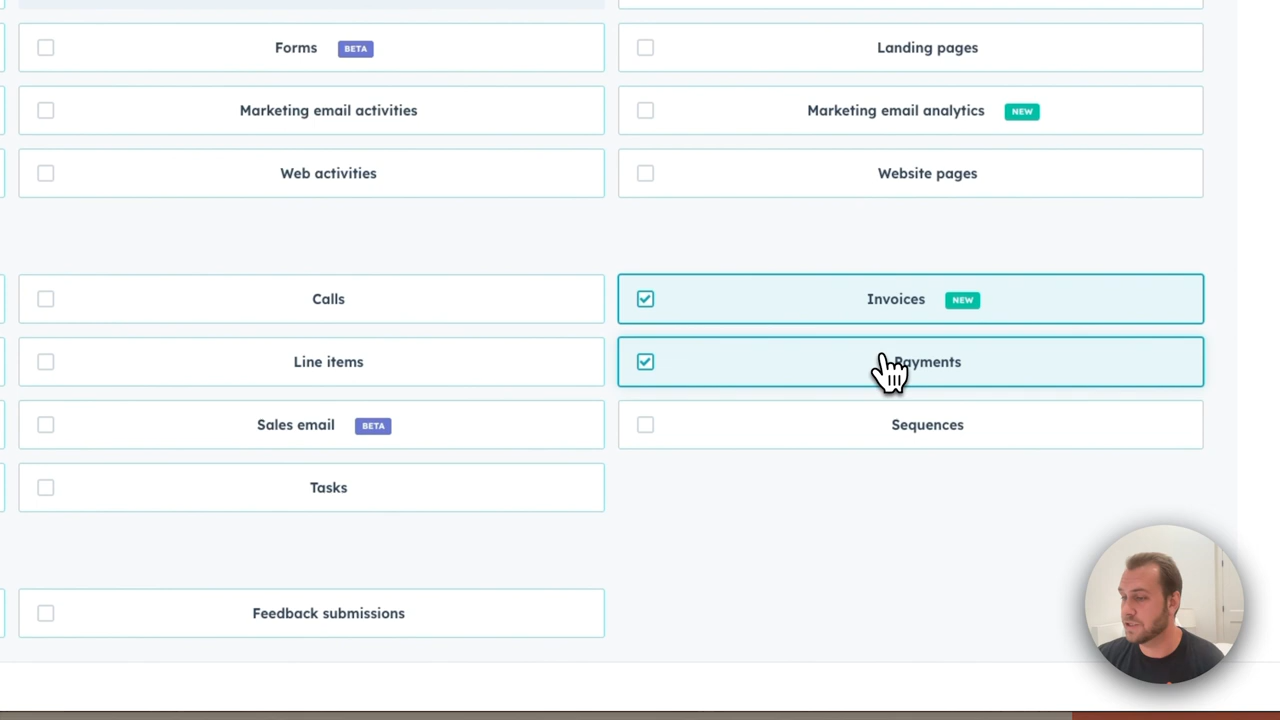 Forms BETA
Landing pages
Marketing email activities
Marketing email analytics NEW
Web activities
Website pages
Calls
Invoices NEW
Line items
Payments
Sales email BETA
Sequences
Tasks
Feedback submissions